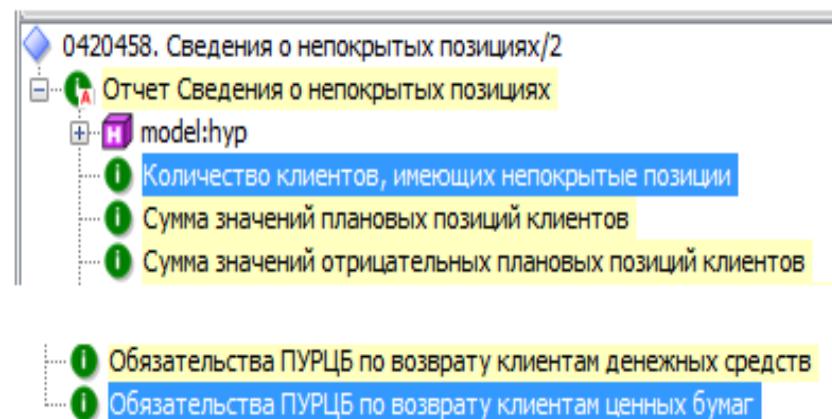 0420458. Сведения о непокрытых позициях/2
Отчет Сведения о непокрытых позициях
model:hyp
Количество клиентов, имеющих непокрытые позиции
Сумма значений плановых позиций клиентов
Сумма значений отрицательных плановых позиций клиентов
Обязательства ПУРЦБ по возврату клиентам денежных средств
Обязательства ПУРЦБ по возврату клиентам ценных бумаг